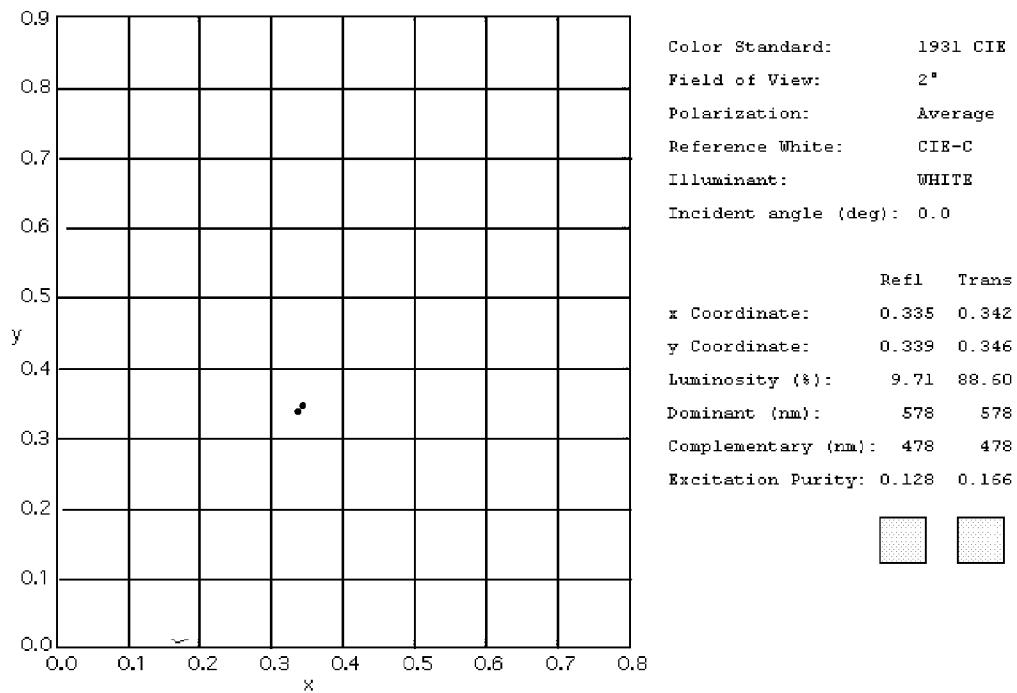 0.9
0.8
0.7
0.6
0.5
y
0.4
0.3
0.2
0.1
0.0
0.0 0.1 0.2 0.3 0.4 0.5 0.6 0.7 0.8
x
Color Standard: 1931 CIE
Field of View: 2°
Polarization: Average
Reference White: CIE-C
Illuminant: WHITE
Incident angle (deg): 0.0
Refl Trans
x Coordinate: 0.335 0.342
y Coordinate: 0.339 0.346
Luminosity (%): 9.71 88.60
Dominant (nm): 578 578
Complementary (nm): 478 478
Excitation Purity: 0.128 0.166